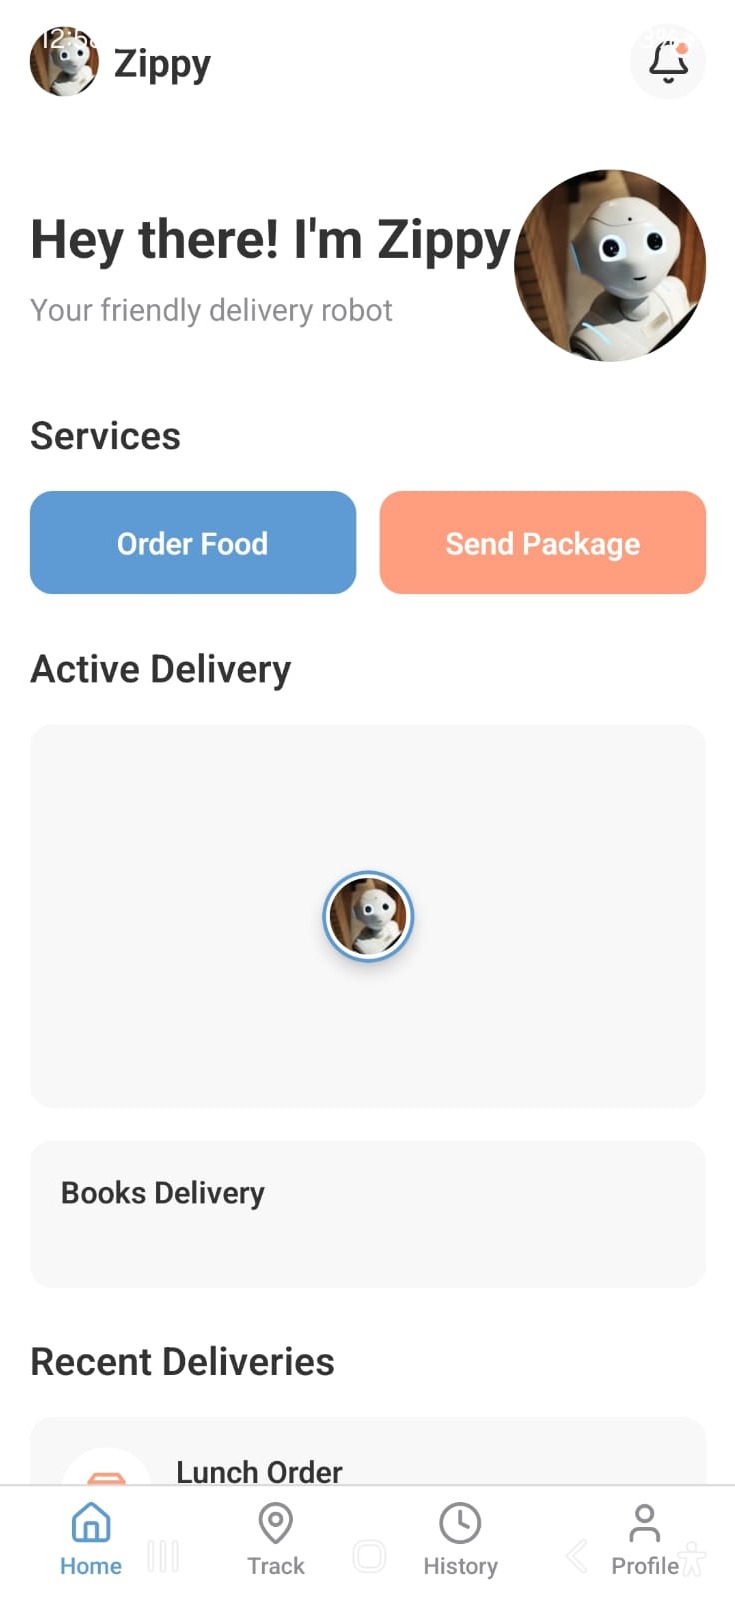 Zippy
Hey there! I'm Zippy
Your friendly delivery robot
Services
Order Food
Send Package
Active Delivery
Books Delivery
Recent Deliveries
Lunch Order
Home
Track
History
Profile